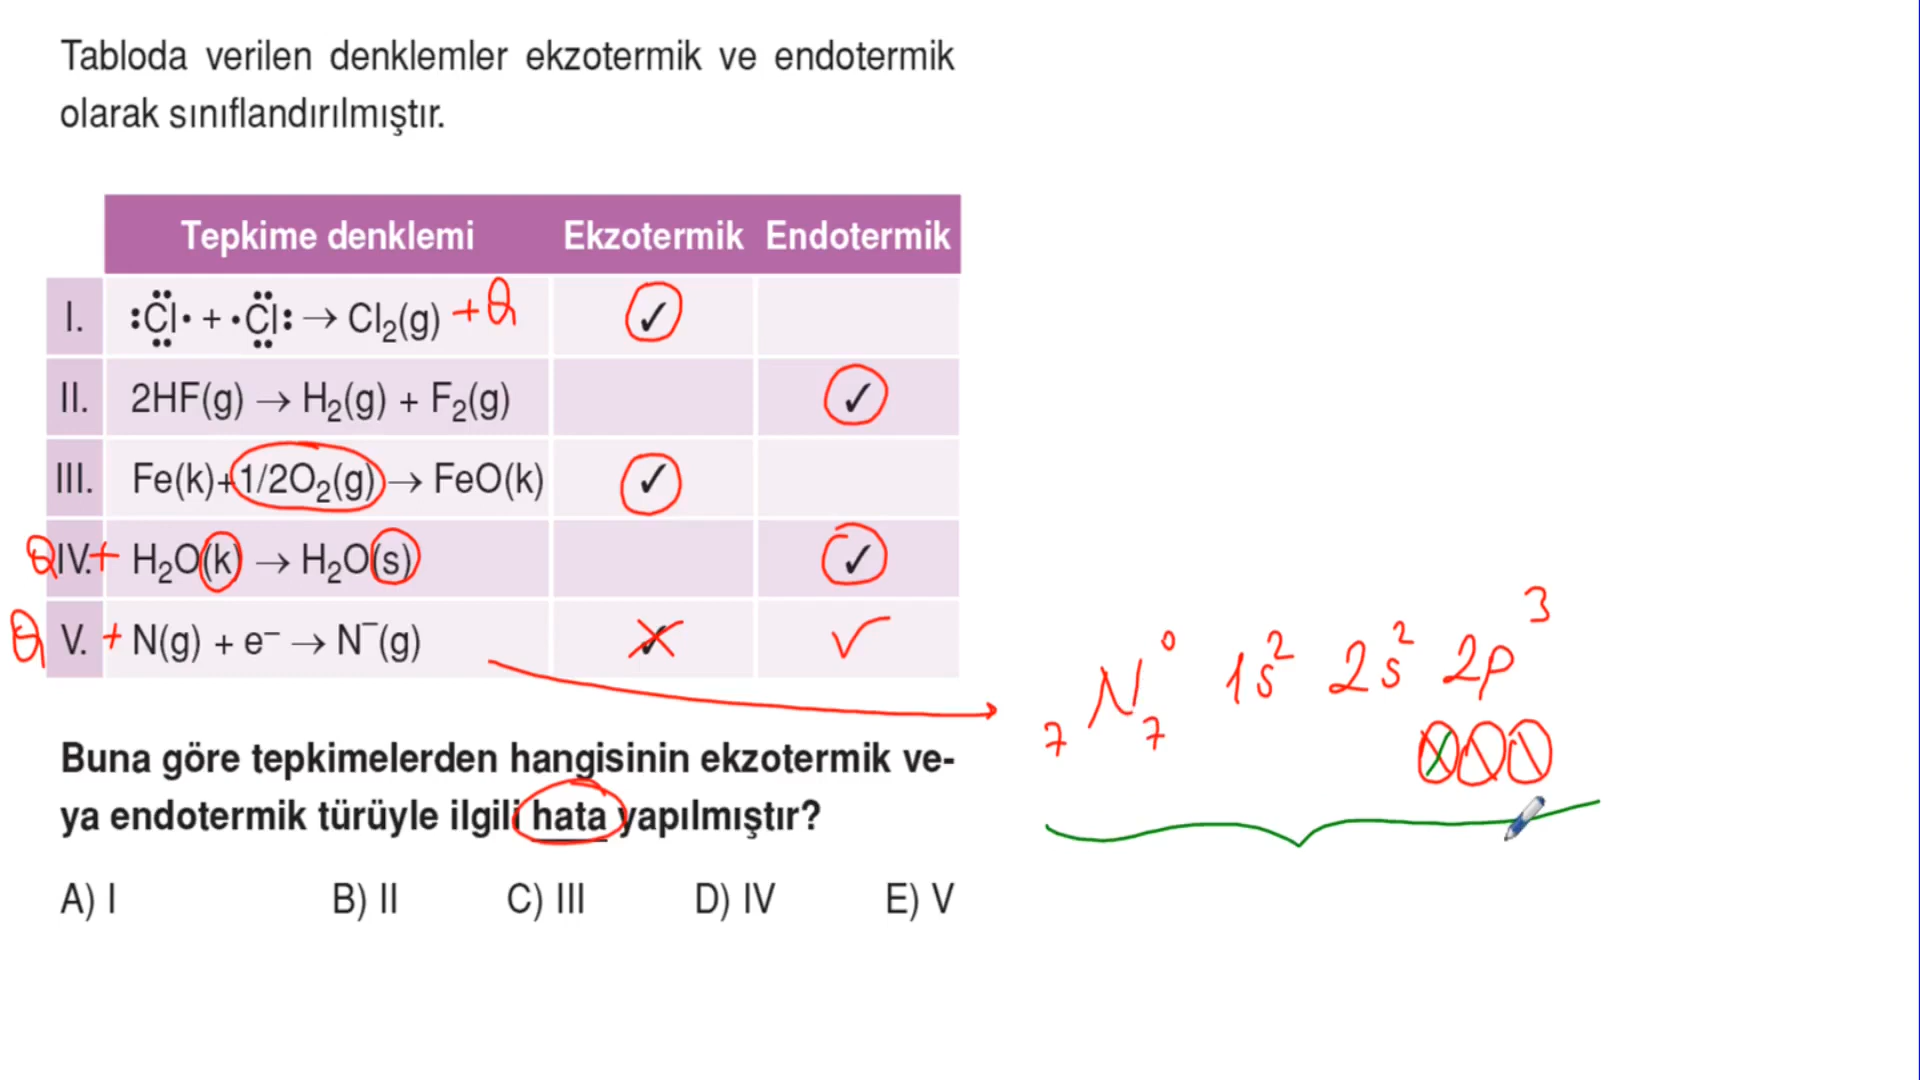 Tabloda verilen denklemler ekzotermik ve endotermik
olarak sınıflandırılmıştır.
Tepkime denklemi Ekzotermik Endotermik
I. :Cl· + ·Cl: → Cl₂(g) + Q ✓
II. 2HF(g) → H₂(g) + F₂(g) ✓
III. Fe(k)+1/2O₂(g) → FeO(k) ✓
Q IV. + H₂O(k) → H₂O(s) ✓
Q V. + N(g) + e⁻ → N⁻(g) ✓ ✓
₇N₇⁰ 1s² 2s² 2p³
Buna göre tepkimelerden hangisinin ekzotermik ve-
ya endotermik türüyle ilgili hata yapılmıştır?
A) I B) II C) III D) IV E) V